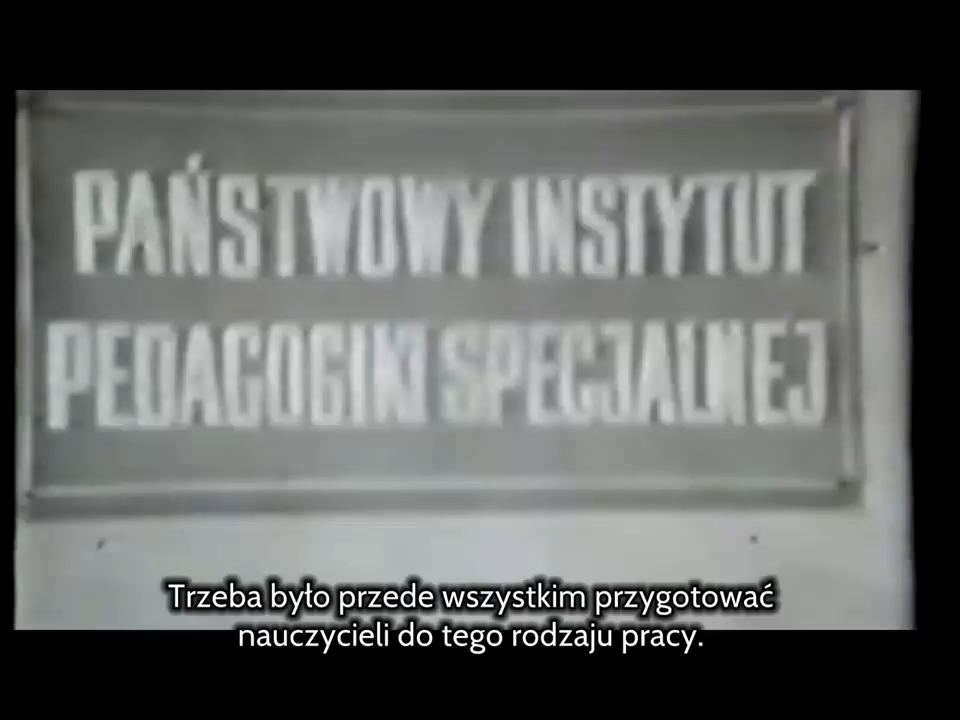 PAŃSTWOWY INSTYTUT
PEDAGOGIKI SPECJALNEJ
Trzeba było przede wszystkim przygotować
nauczycieli do tego rodzaju pracy.